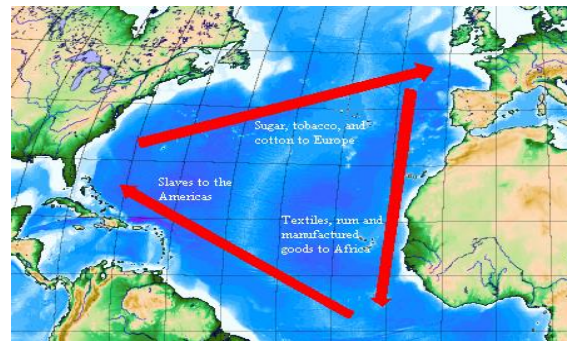 Sugar, tobacco, and
cotton to Europe
Slaves to the
Americas
Textiles, rum and
manufactured
goods to Africa